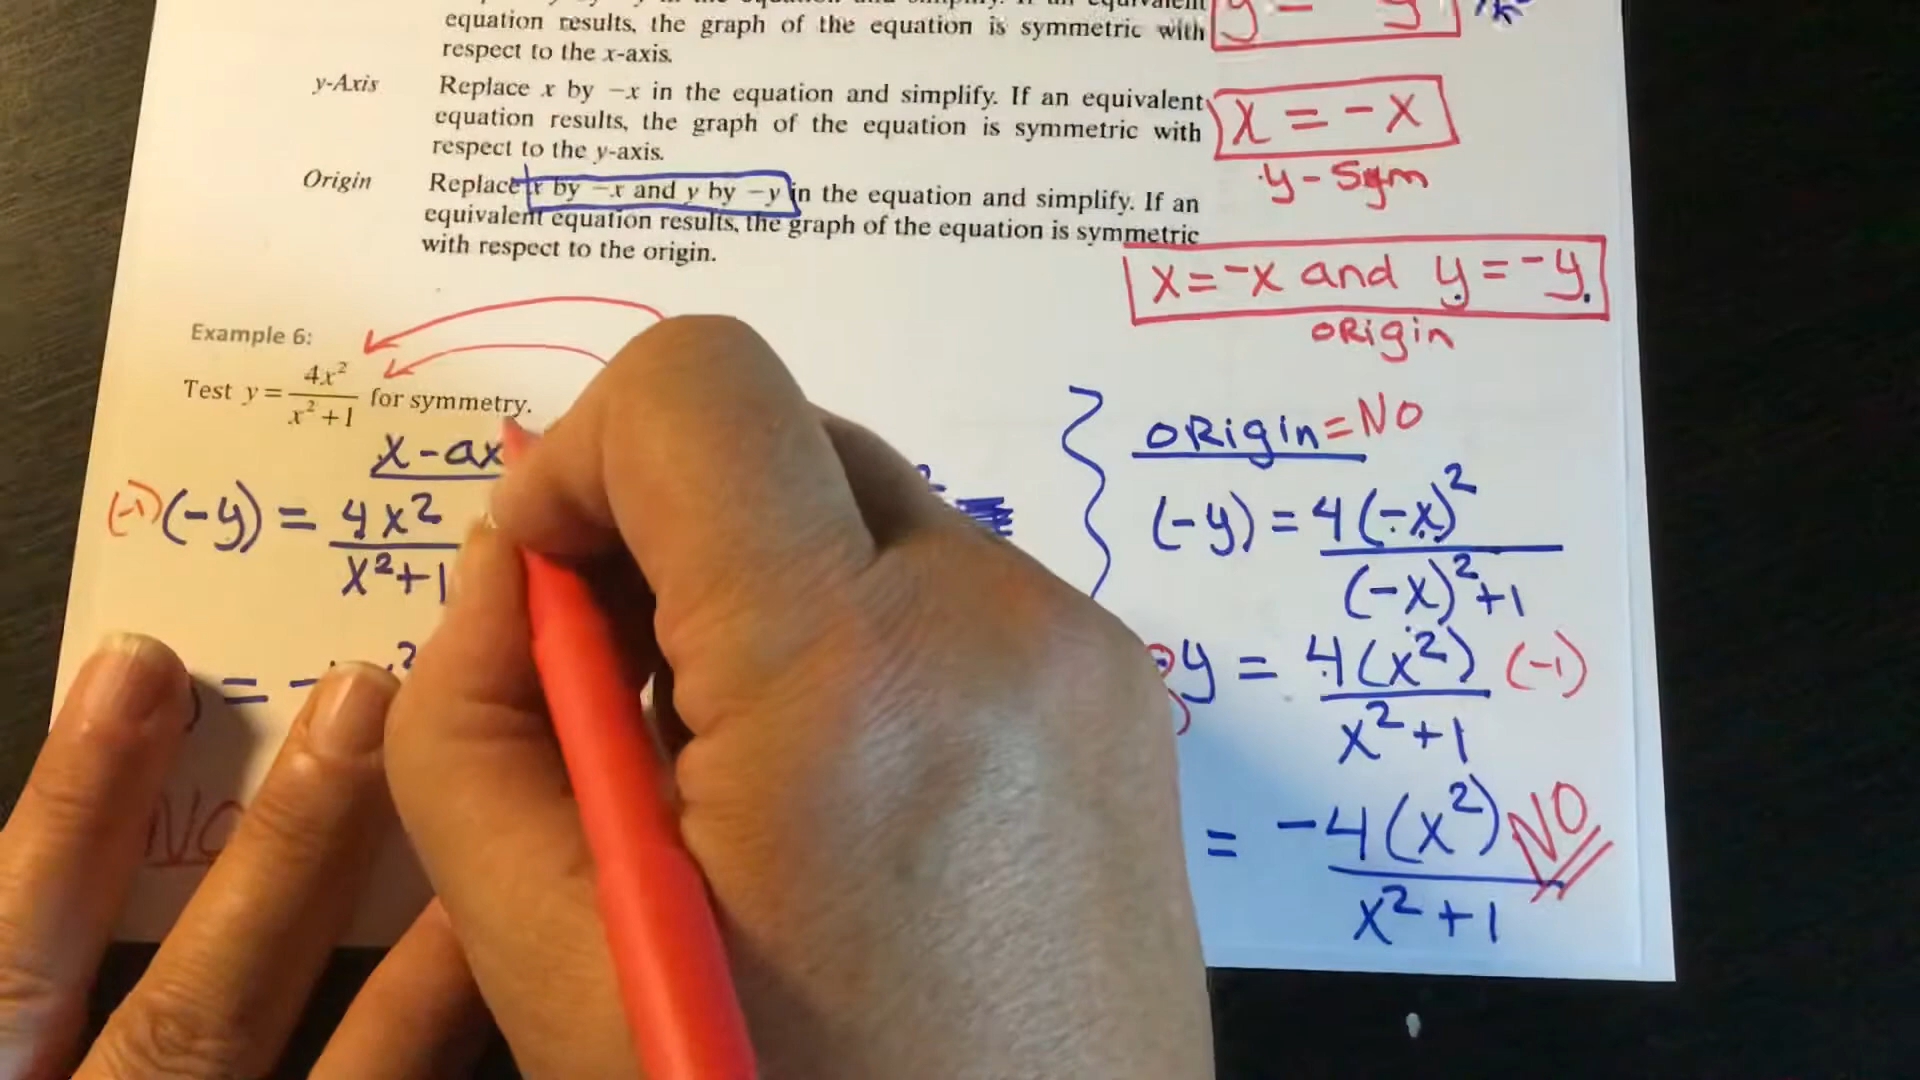 equation results, the graph of the equation is symmetric with
respect to the x-axis.
y = -y
y-Axis
Replace x by −x in the equation and simplify. If an equivalent
equation results, the graph of the equation is symmetric with
respect to the y-axis.
x = -x
y-sym
Origin
Replace x by −x and y by −y in the equation and simplify. If an
equivalent equation results, the graph of the equation is symmetric
with respect to the origin.
x=-x and y=-y
ORigin
Example 6:
Test y = 4x² / x² + 1 for symmetry.
x-ax
(-1)(-y) = 4x² / x²+1
= -
NO
ORigin = NO
(-y) = 4(-x)² / (-x)²+1
y = 4(x²) / x²+1 (-1)
= -4(x²) / x²+1 NO